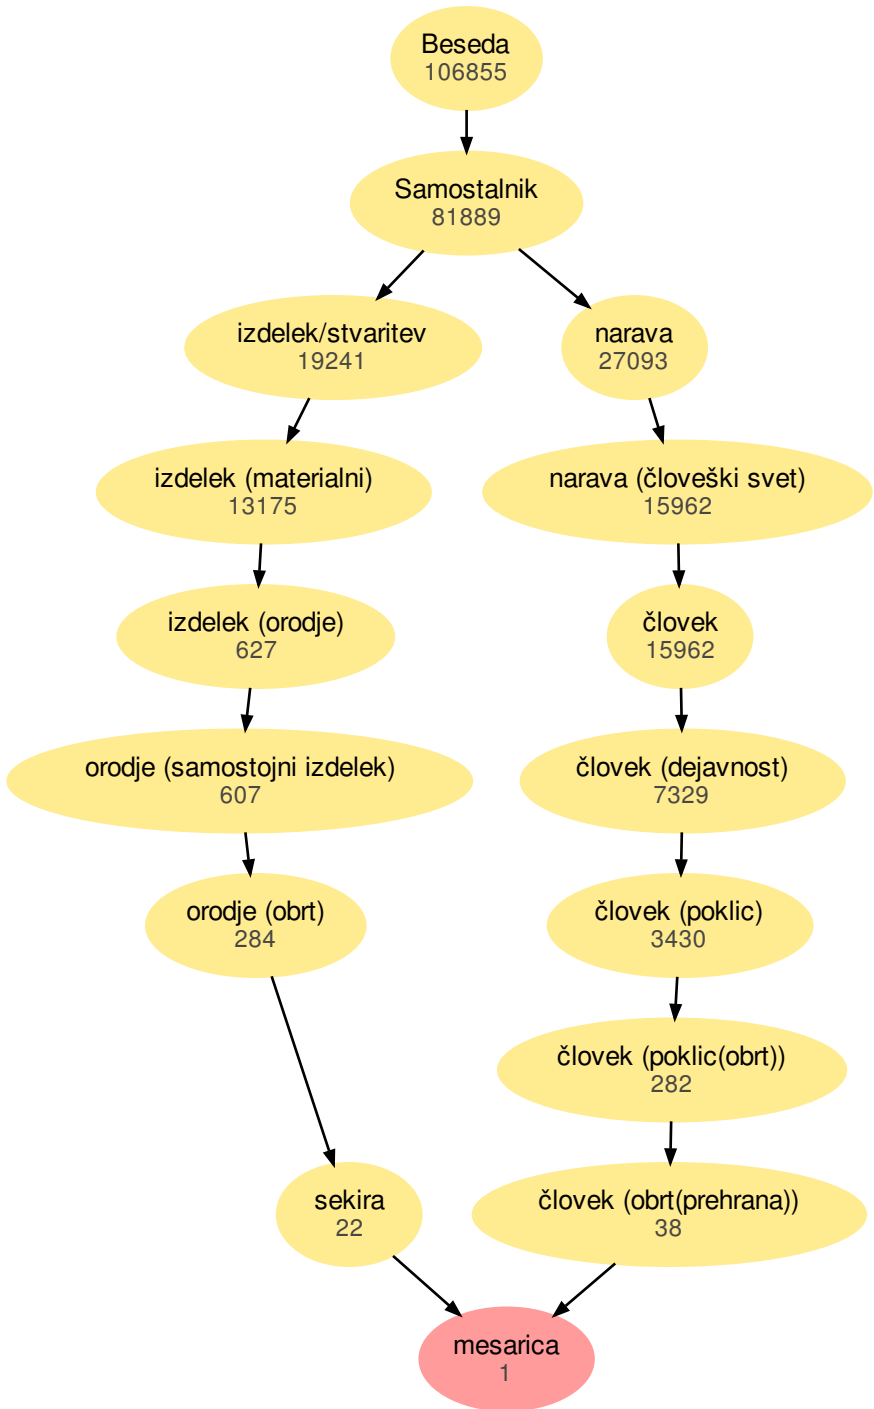 Beseda
106855
Samostalnik
81889
izdelek/stvaritev
19241
narava
27093
izdelek (materialni)
13175
narava (človeški svet)
15962
izdelek (orodje)
627
človek
15962
orodje (samostojni izdelek)
607
človek (dejavnost)
7329
orodje (obrt)
284
človek (poklic)
3430
človek (poklic(obrt))
282
sekira
22
človek (obrt(prehrana))
38
mesarica
1